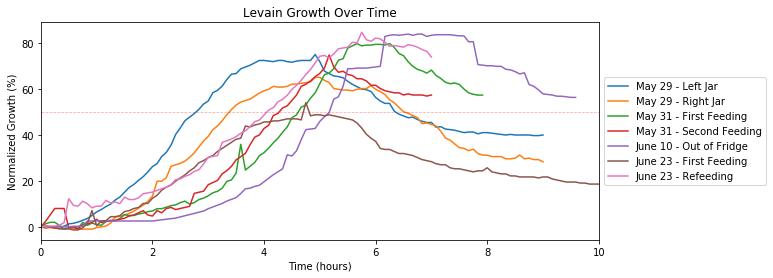 Levain Growth Over Time
Normalized Growth (%)
80
60
40
20
0
0 2 4 6 8 10
Time (hours)
May 29 - Left Jar
May 29 - Right Jar
May 31 - First Feeding
May 31 - Second Feeding
June 10 - Out of Fridge
June 23 - First Feeding
June 23 - Refeeding